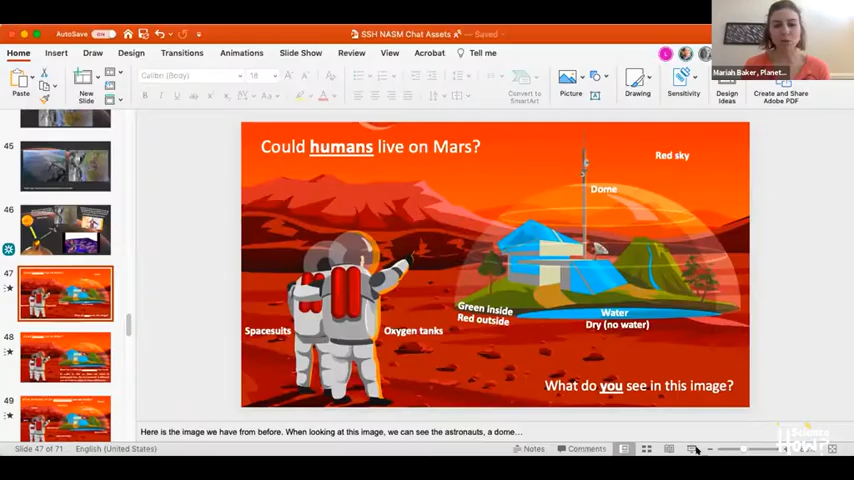 AutoSave ON
SSH NASM Chat Assets
Saved
Home Insert Draw Design Transitions Animations Slide Show Review View Acrobat Tell me
Calibri (Body) 18
Paste
New
Slide
Convert to
SmartArt
Picture
Drawing
Sensitivity
Design
Ideas
Create and Share
Adobe PDF
Mariah Baker, Planet...
45
46
47
48
49
Could humans live on Mars?
Red sky
Dome
Green inside
Red outside
Water
Dry (no water)
Spacesuits
Oxygen tanks
What do you see in this image?
Here is the image we have from before. When looking at this image, we can see the astronauts, a dome...
Slide 47 of 71
English (United States)
Notes
Comments
Science
How?